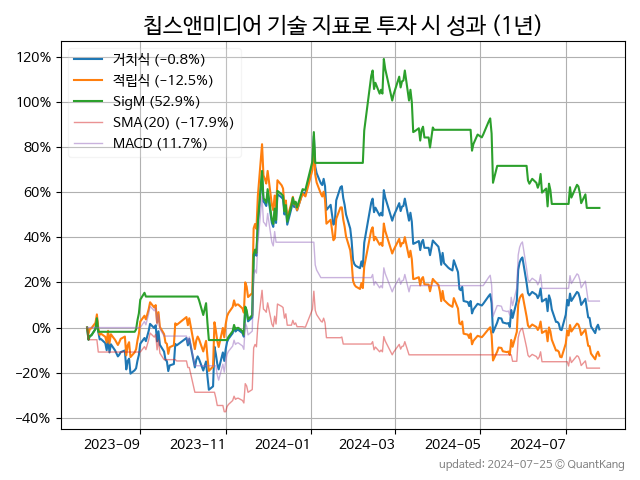 칩스앤미디어 기술 지표로 투자 시 성과 (1년)
120%
100%
80%
60%
40%
20%
0%
−20%
−40%
거치식 (−0.8%)
적립식 (−12.5%)
SigM (52.9%)
SMA(20) (−17.9%)
MACD (11.7%)
2023−09
2023−11
2024−01
2024−03
2024−05
2024−07
updated: 2024−07−25 © QuantKang